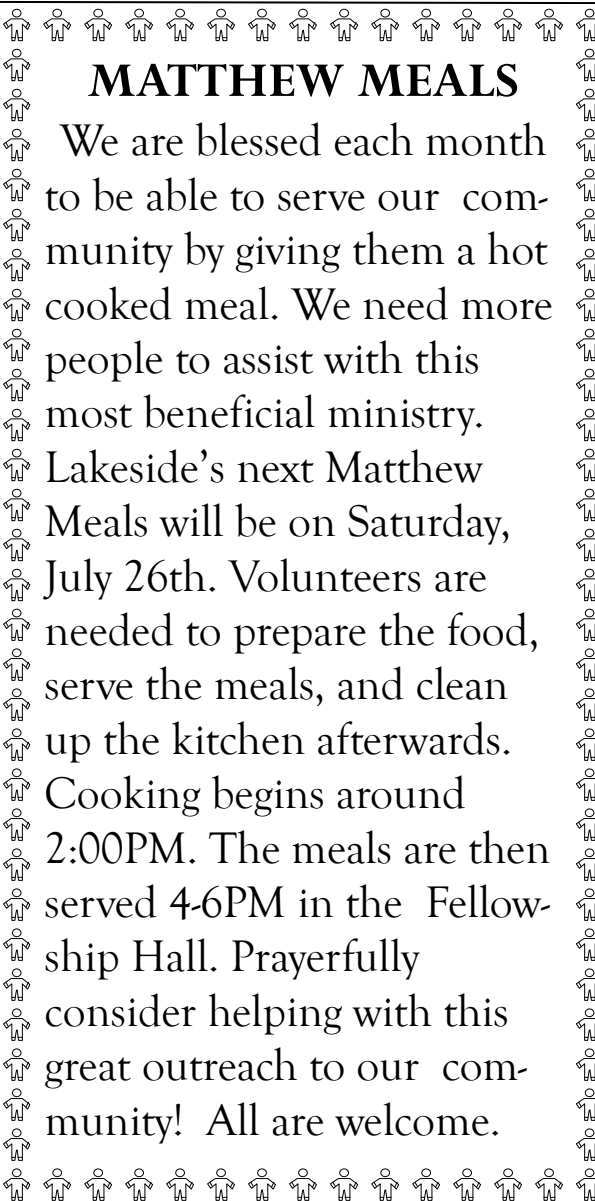 MATTHEW MEALS
We are blessed each month
to be able to serve our  com-
munity by giving them a hot
cooked meal. We need more
people to assist with this
most beneficial ministry.
Lakeside’s next Matthew
Meals will be on Saturday,
July 26th. Volunteers are
needed to prepare the food,
serve the meals, and clean
up the kitchen afterwards.
Cooking begins around
2:00PM. The meals are then
served 4-6PM in the  Fellow-
ship Hall. Prayerfully
consider helping with this
great outreach to our  com-
munity!  All are welcome.